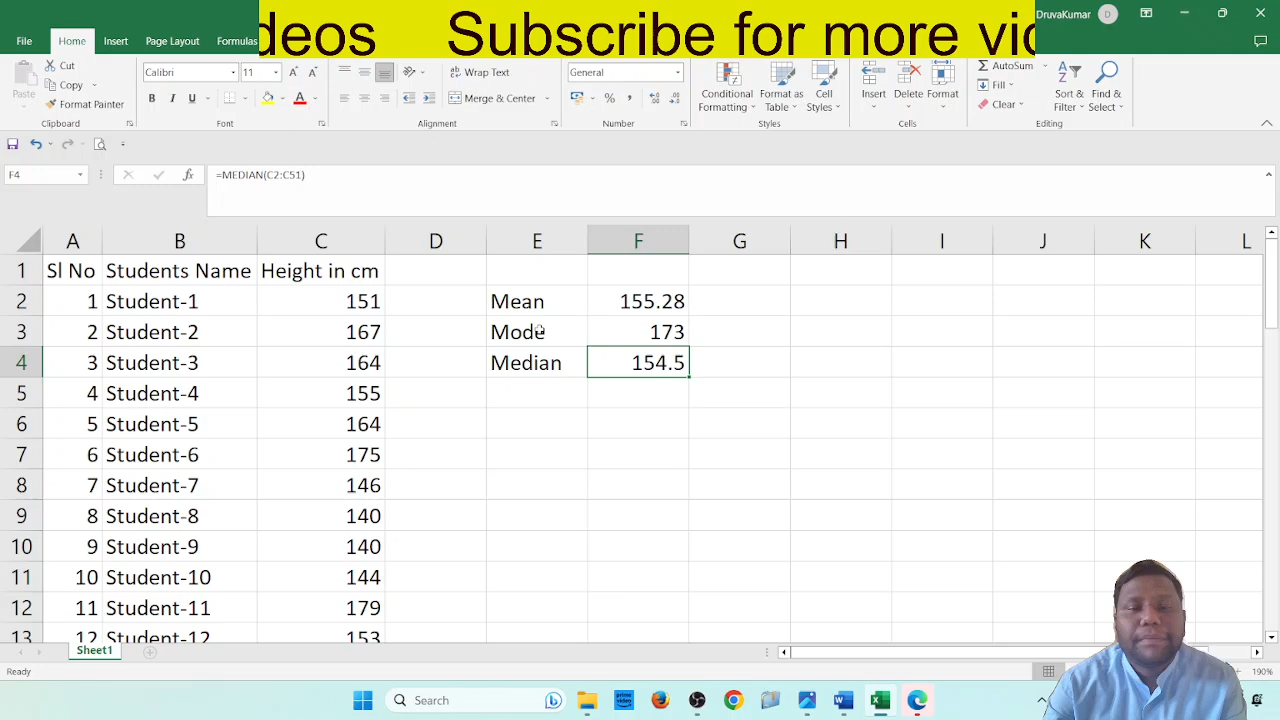 deos Subscribe for more vid
DruvaKumar D
File Home Insert Page Layout Formulas
Paste
Cut
Copy
Format Painter
Clipboard
Calibri 11
B I U
Font
Wrap Text
Merge & Center
Alignment
General
% ,
Number
Conditional Formatting
Format as Table
Cell Styles
Styles
Insert
Delete
Format
Cells
AutoSum
Fill
Clear
Sort & Filter
Find & Select
Editing
F4 fx =MEDIAN(C2:C51)
A B C D E F G H I J K L
1 Sl No Students Name Height in cm
2 1 Student-1 151 Mean 155.28
3 2 Student-2 167 Mode 173
4 3 Student-3 164 Median 154.5
5 4 Student-4 155
6 5 Student-5 164
7 6 Student-6 175
8 7 Student-7 146
9 8 Student-8 140
10 9 Student-9 140
11 10 Student-10 144
12 11 Student-11 179
13 12 Student-12 153
Sheet1
Ready
190%
Search